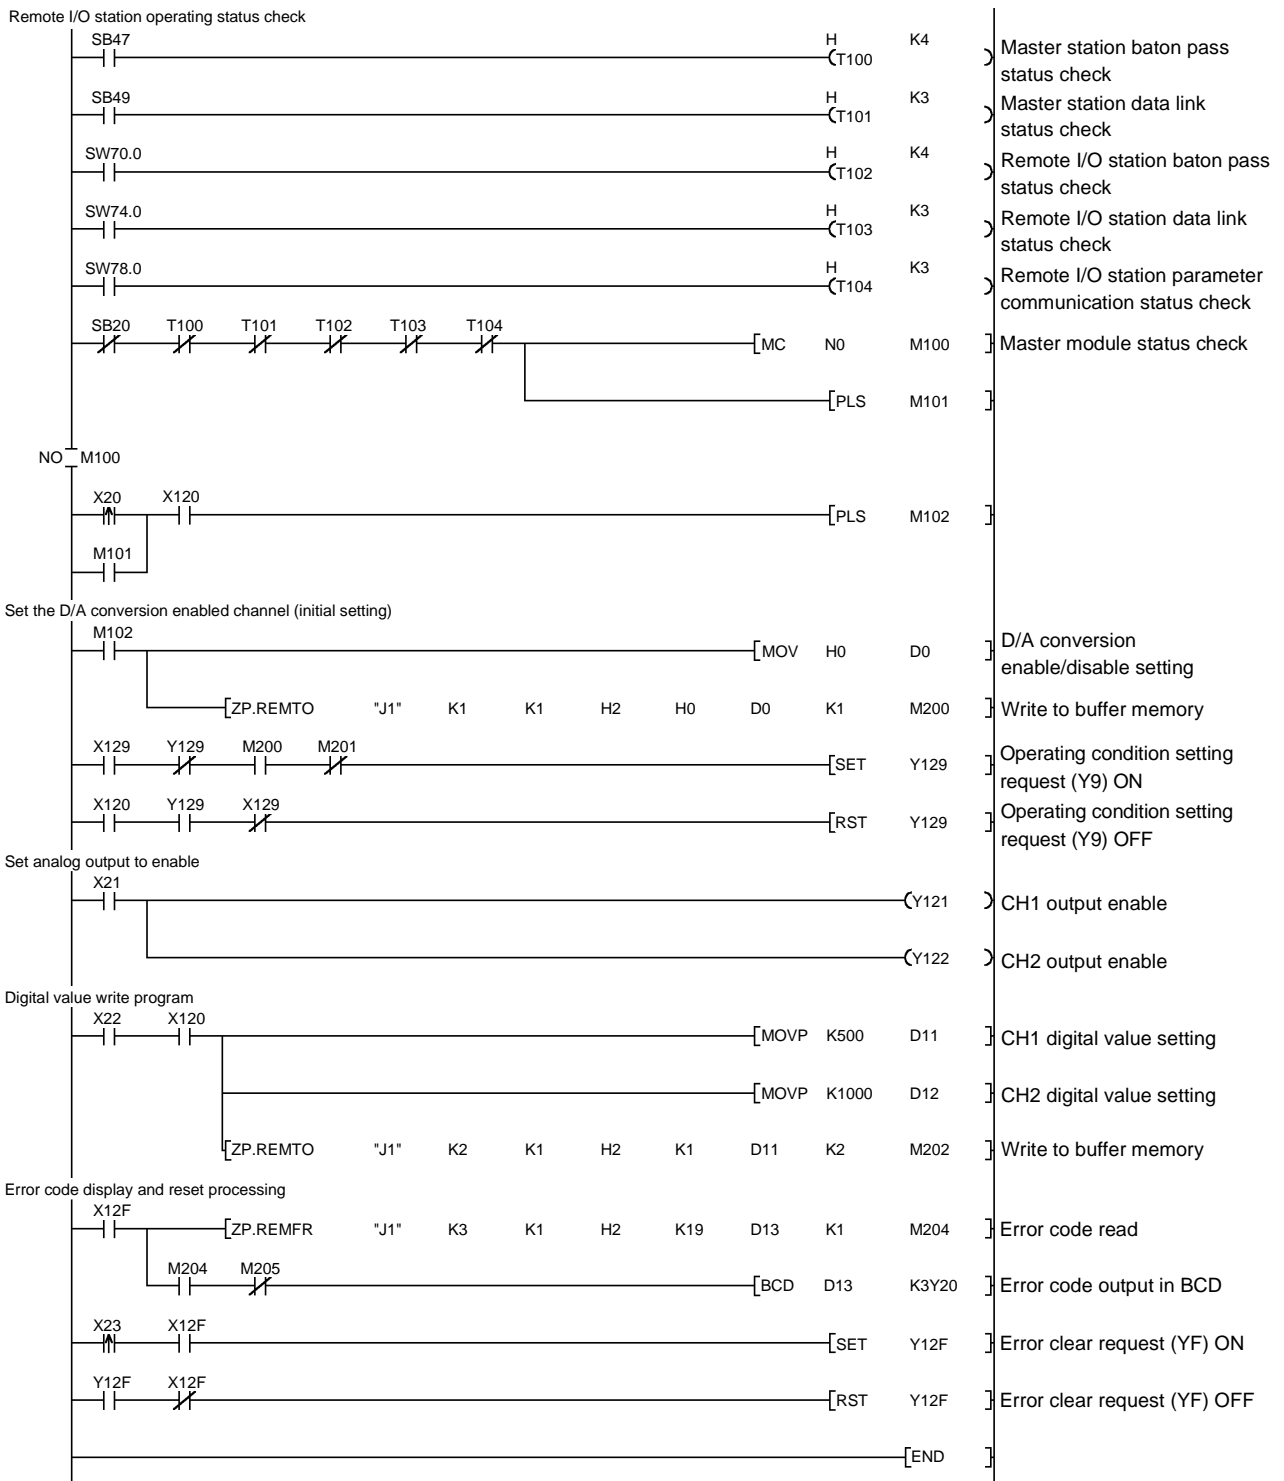 Remote I/O station operating status check
SB47 H K4
T100 Master station baton pass
status check
SB49 H K3
T101 Master station data link
status check
SW70.0 H K4
T102 Remote I/O station baton pass
status check
SW74.0 H K3
T103 Remote I/O station data link
status check
SW78.0 H K3
T104 Remote I/O station parameter
communication status check
SB20 T100 T101 T102 T103 T104
MC N0 M100 Master module status check
PLS M101
NO M100
X20 X120
PLS M102
M101
Set the D/A conversion enabled channel (initial setting)
M102
MOV H0 D0 D/A conversion
enable/disable setting
ZP.REMTO "J1" K1 K1 H2 H0 D0 K1 M200 Write to buffer memory
X129 Y129 M200 M201
SET Y129 Operating condition setting
request (Y9) ON
X120 Y129 X129
RST Y129 Operating condition setting
request (Y9) OFF
Set analog output to enable
X21
Y121 CH1 output enable
Y122 CH2 output enable
Digital value write program
X22 X120
MOVP K500 D11 CH1 digital value setting
MOVP K1000 D12 CH2 digital value setting
ZP.REMTO "J1" K2 K1 H2 K1 D11 K2 M202 Write to buffer memory
Error code display and reset processing
X12F
ZP.REMFR "J1" K3 K1 H2 K19 D13 K1 M204 Error code read
M204 M205
BCD D13 K3Y20 Error code output in BCD
X23 X12F
SET Y12F Error clear request (YF) ON
Y12F X12F
RST Y12F Error clear request (YF) OFF
END